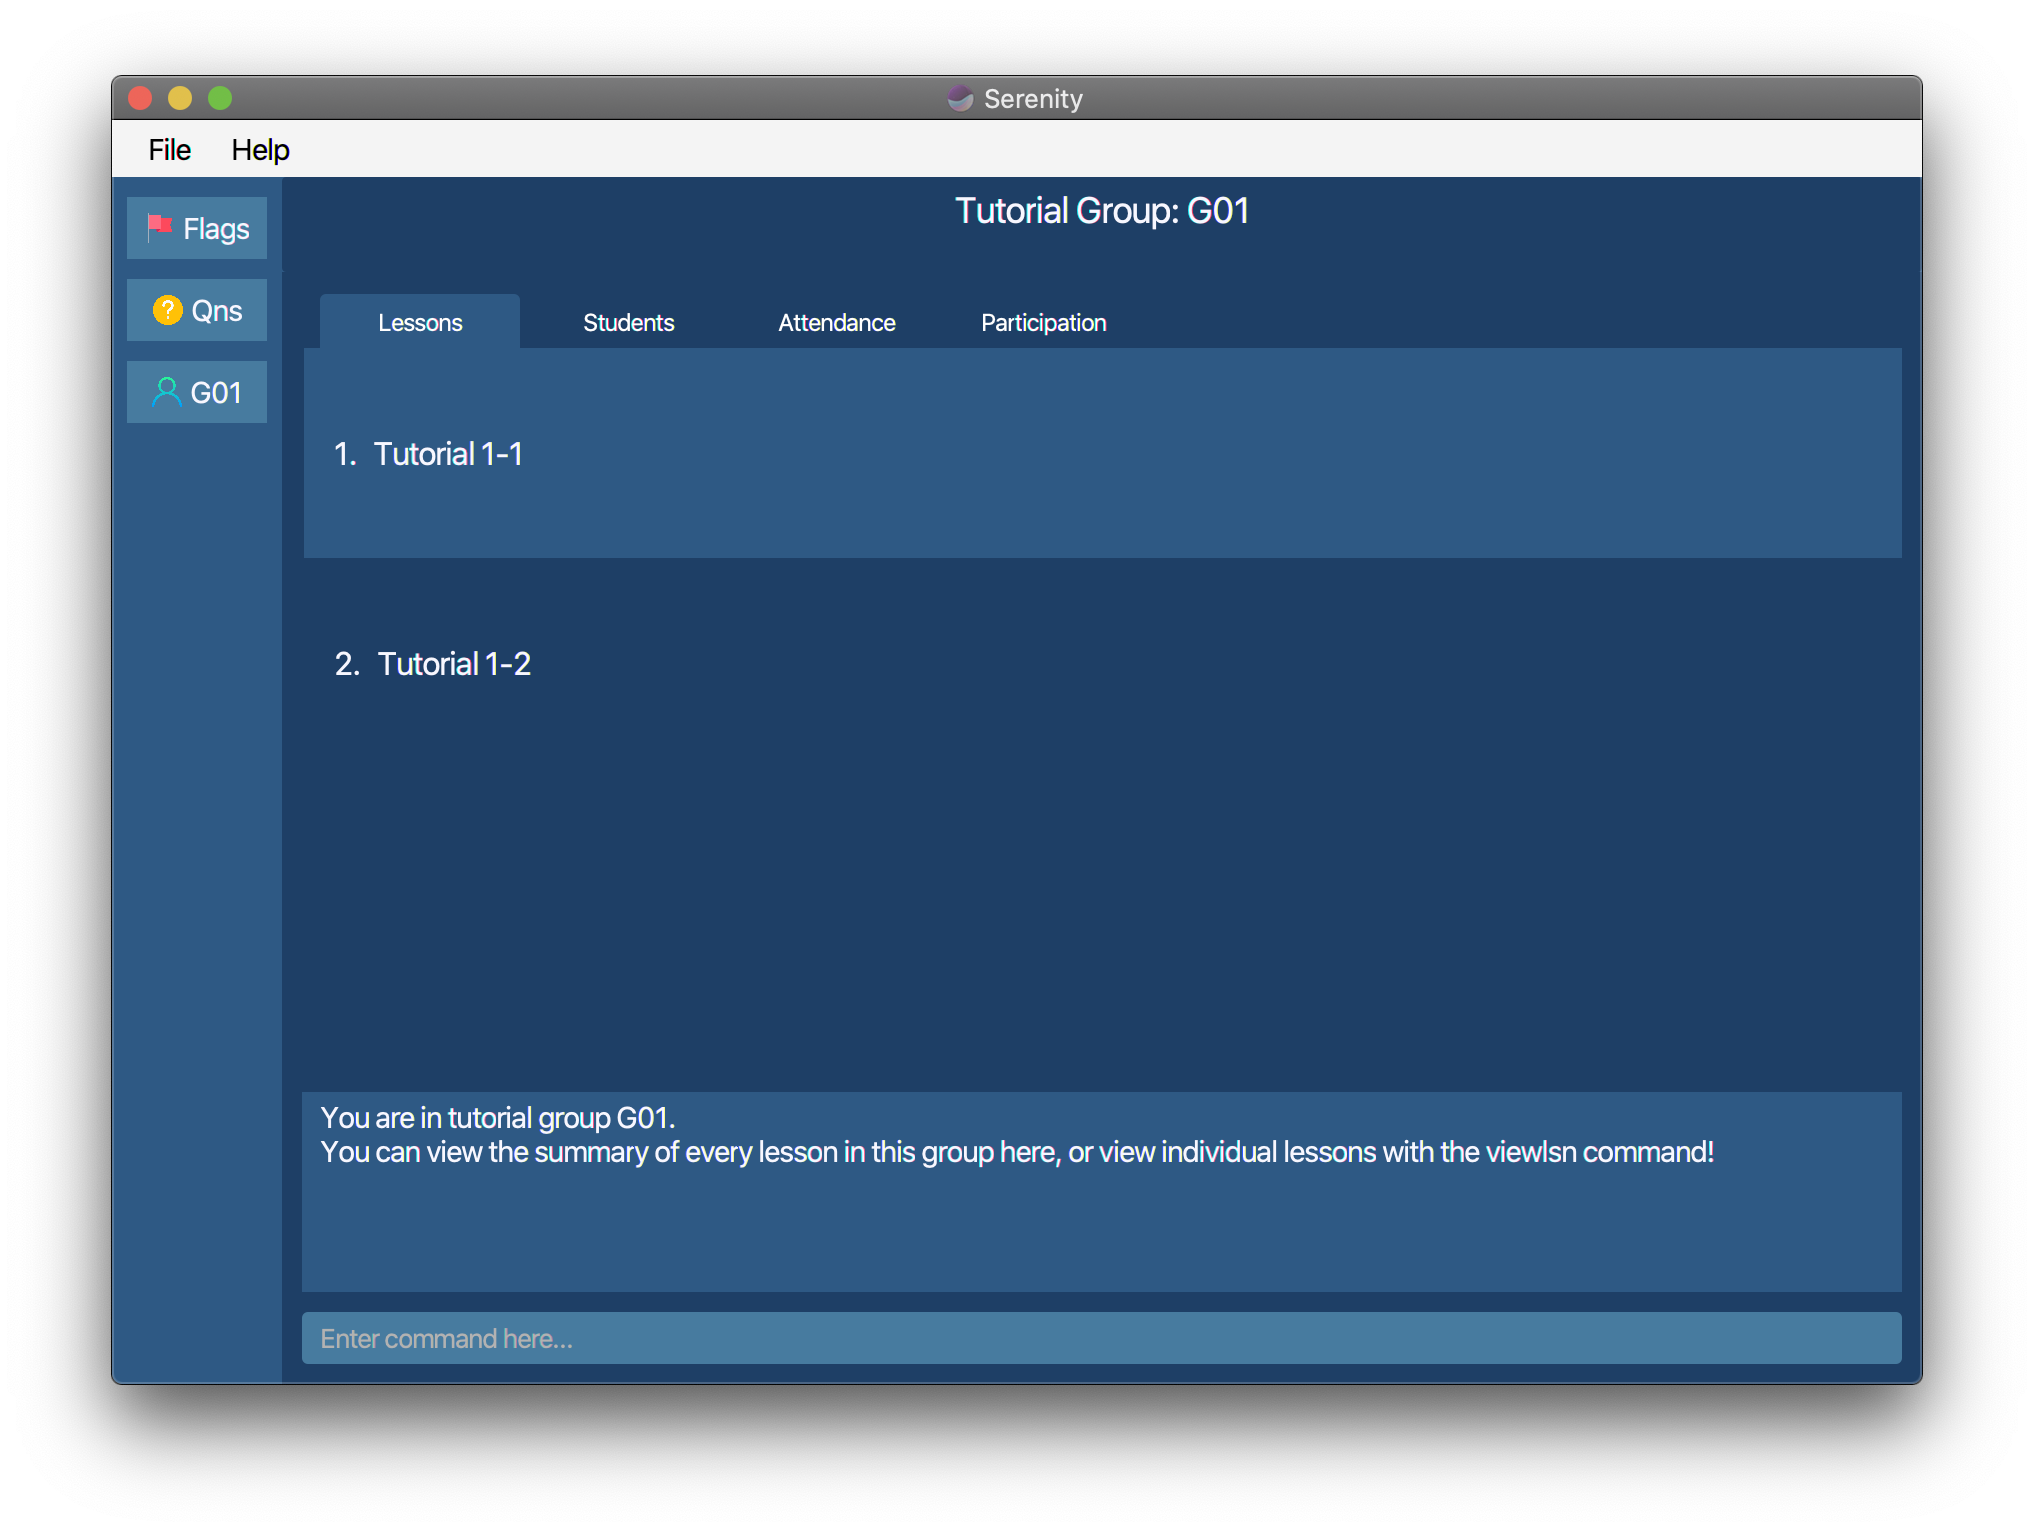 Serenity
File Help
Flags
Qns
G01
Tutorial Group: G01
Lessons Students Attendance Participation
1. Tutorial 1-1
2. Tutorial 1-2
You are in tutorial group G01.
You can view the summary of every lesson in this group here, or view individual lessons with the viewlsn command!
Enter command here...